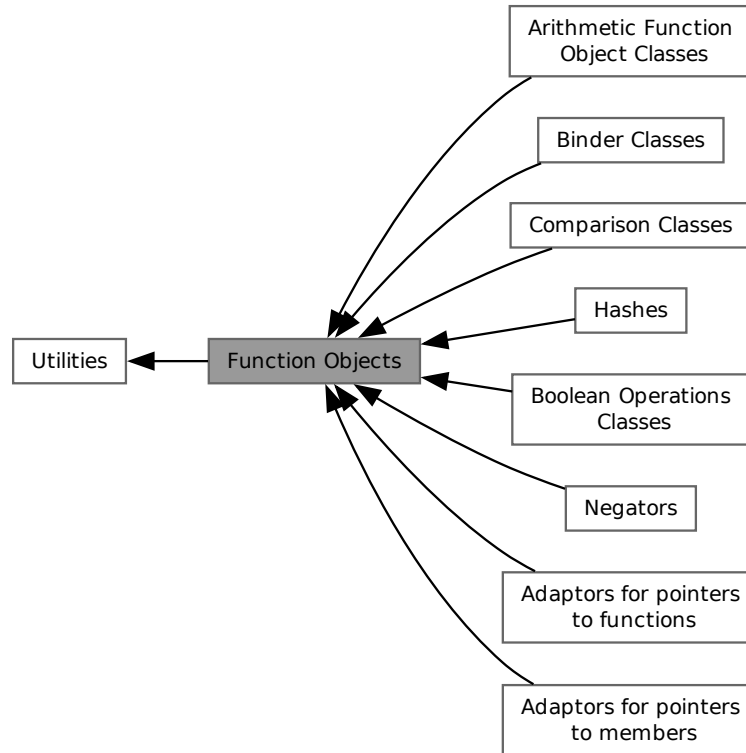 Arithmetic Function
Object Classes
Binder Classes
Comparison Classes
Hashes
Utilities
Function Objects
Boolean Operations
Classes
Negators
Adaptors for pointers
to functions
Adaptors for pointers
to members